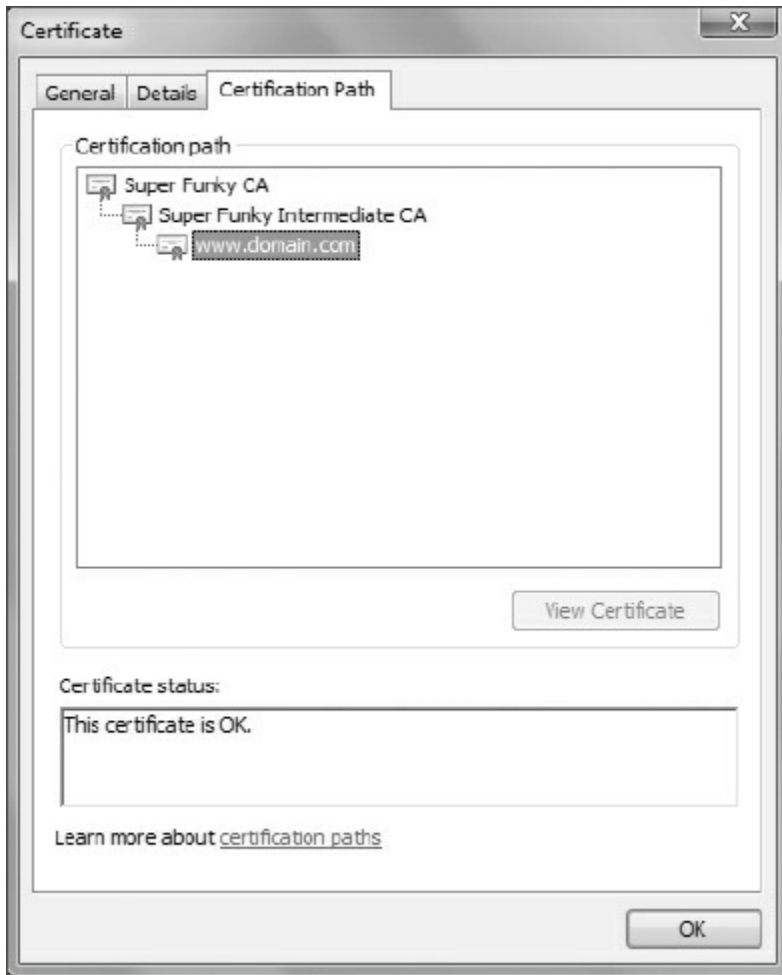 Certificate
X
General Details Certification Path
Certification path
Super Funky CA
Super Funky Intermediate CA
www.domain.com
View Certificate
Certificate status:
This certificate is OK.
Learn more about certification paths
OK